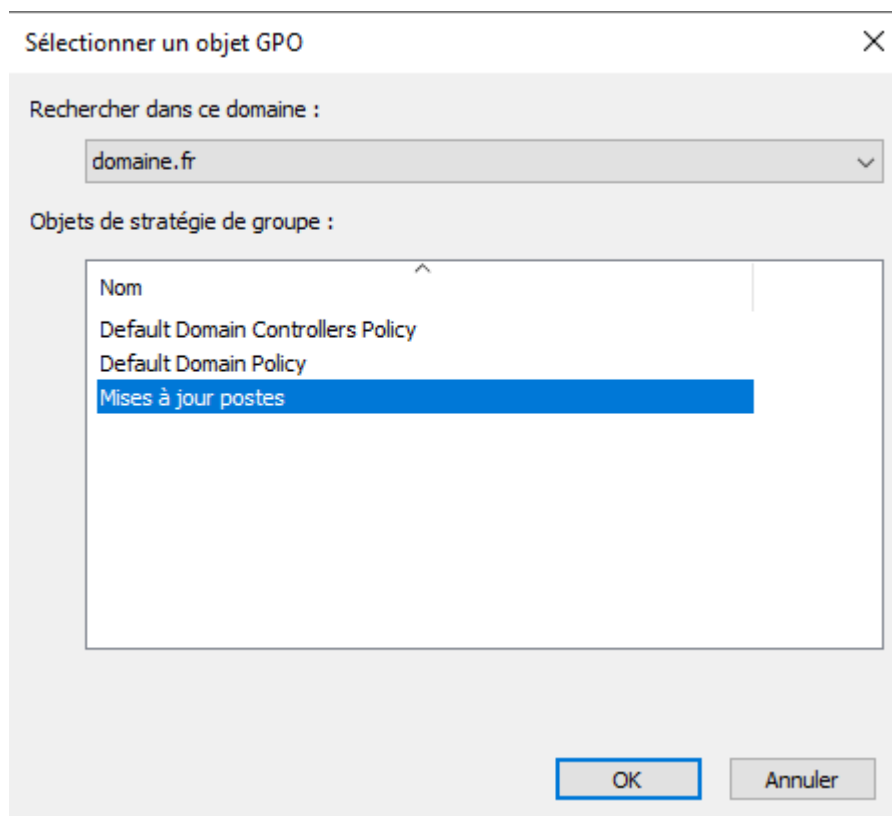 Sélectionner un objet GPO
Rechercher dans ce domaine :
domaine.fr
Objets de stratégie de groupe :
Nom
Default Domain Controllers Policy
Default Domain Policy
Mises à jour postes
OK
Annuler